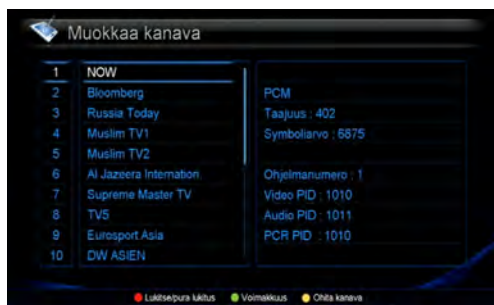 Muokkaa kanava
1 NOW
2 Bloomberg
3 Russia Today
4 Muslim TV1
5 Muslim TV2
6 Al Jazeera Internation
7 Supreme Master TV
8 TV5
9 Eurosport Asia
10 DW ASIEN
PCM
Taajuus : 402
Symboliarvo : 6875
Ohjelmanumero : 1
Video PID : 1010
Audio PID : 1011
PCR PID : 1010
Lukitse/pura lukitus Voimakkuus Ohita kanava